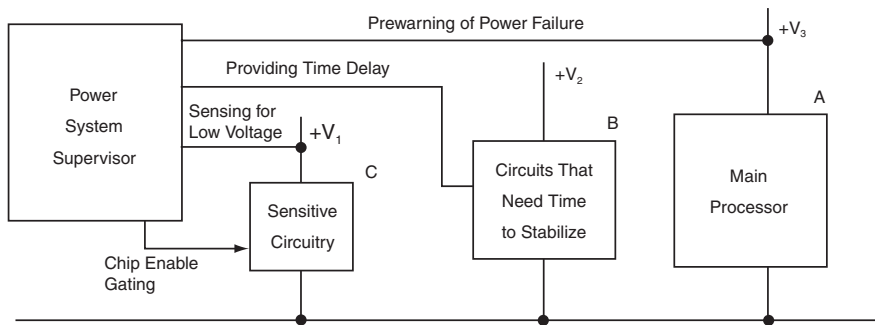 Prewarning of Power Failure
+V3
Power
System
Supervisor
Providing Time Delay
+V2
Sensing for
Low Voltage
+V1
A
B
C
Circuits That
Need Time
to Stabilize
Main
Processor
Sensitive
Circuitry
Chip Enable
Gating